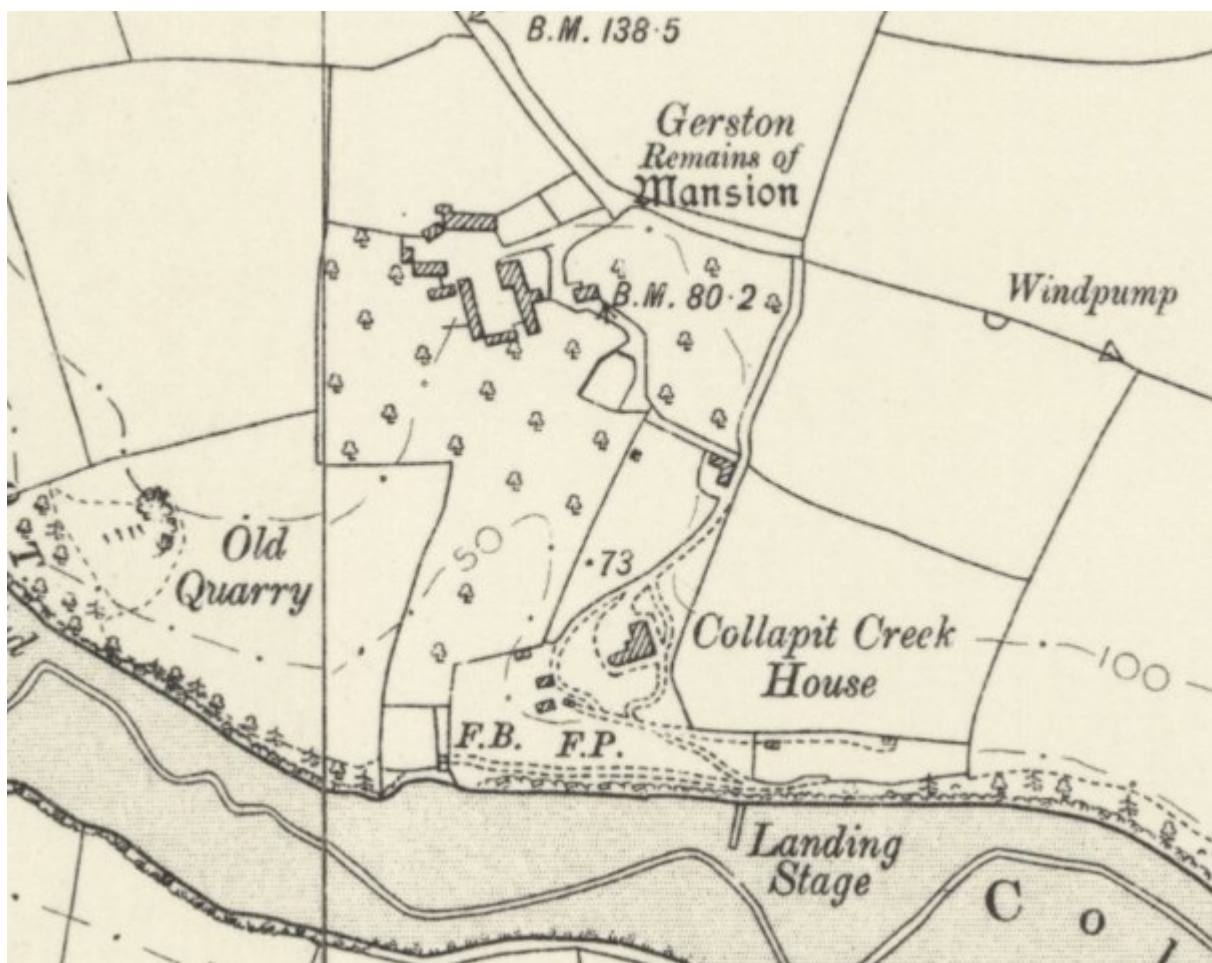 B.M. 138·5
Gerston
Remains of
Mansion
Windpump
B.M. 80·2
Old
Quarry
50
·73
Collapit Creek
House
100
F.B. F.P.
Landing
Stage
C o l